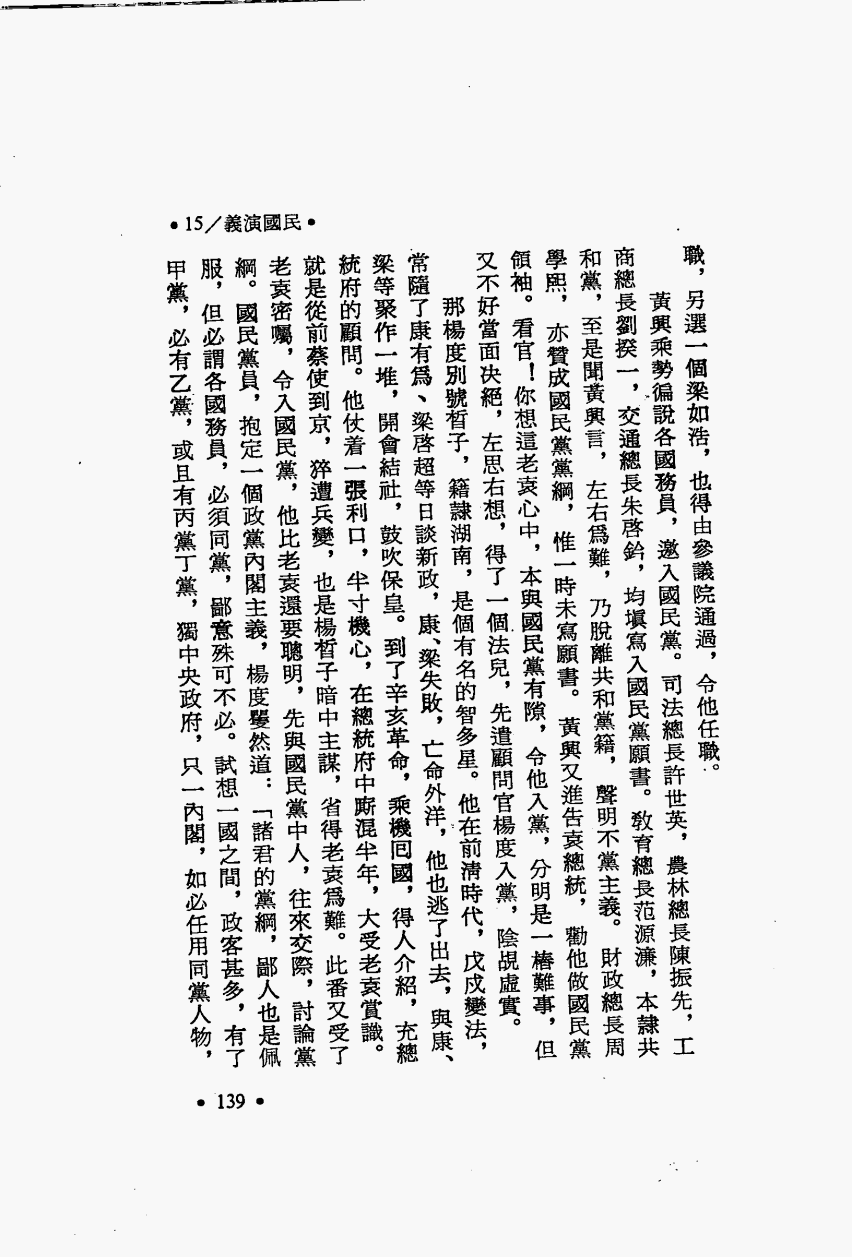 •15／義演國民•
職，另選一個梁如浩，也得由參議院通過，令他任職。
黃興乘勢徧說各國務員，邀入國民黨。司法總長許世英，農林總長陳振先，工
商總長劉揆一，交通總長朱啓鈐，均塡寫入國民黨願書。敎育總長范源濂，本隸共
和黨，至是聞黃興言，左右爲難，乃脫離共和黨籍，聲明不黨主義。財政總長周
學熙，亦贊成國民黨黨綱，惟一時未寫願書。黃興又進告袁總統，勸他做國民黨
領袖。看官！你想這老袁心中，本與國民黨有隙，令他入黨，分明是一樁難事，但
又不好當面决絕，左思右想，得了一個法兒，先遣顧問官楊度入黨，陰覘虛實。
那楊度別號晳子，籍隸湖南，是個有名的智多星。他在前淸時代，戊戌變法，
常隨了康有爲、梁啓超等日談新政，康、梁失敗，亡命外洋，他也逃了出去，與康、
梁等聚作一堆，開會結社，鼓吹保皇。到了辛亥革命，乘機囘國，得人介紹，充總
統府的顧問。他仗着一張利口，半寸機心，在總統府中厮混半年，大受老袁賞識。
就是從前蔡使到京，猝遭兵變，也是楊晳子暗中主謀，省得老袁爲難。此番又受了
老袁密囑，令入國民黨，他比老袁還要聰明，先與國民黨中人，往來交際，討論黨
綱。國民黨員，抱定一個政黨內閣主義，楊度矍然道：「諸君的黨綱，鄙人也是佩
服，但必謂各國務員，必須同黨，鄙意殊可不必。試想一國之間，政客甚多，有了
甲黨，必有乙黨，或且有丙黨丁黨，獨中央政府，只一內閣，如必任用同黨人物，
•139•